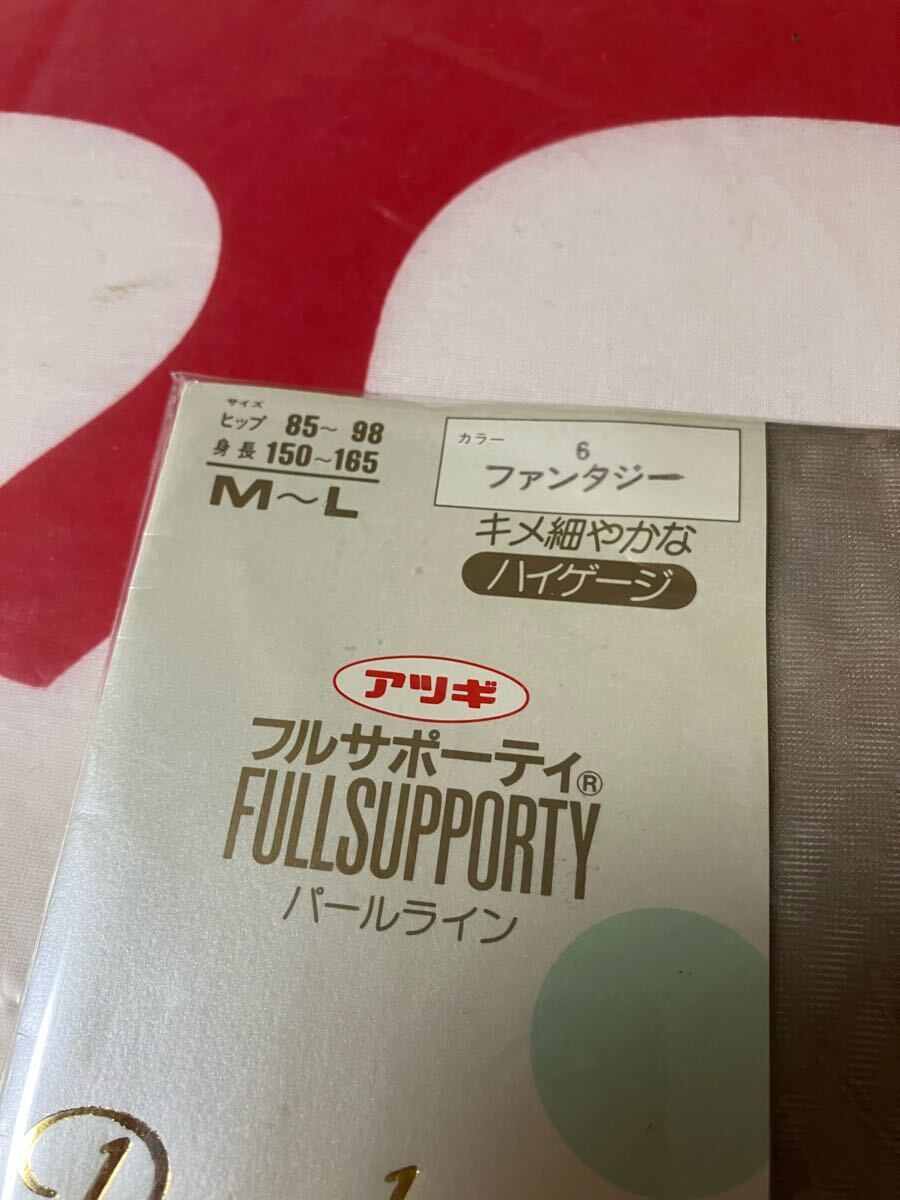 サイズ
ヒップ 85～98
身長 150～165
M～L
カラー 6
ファンタジー
キメ細やかな
ハイゲージ
アツギ
フルサポーティ®
FULLSUPPORTY
パールライン